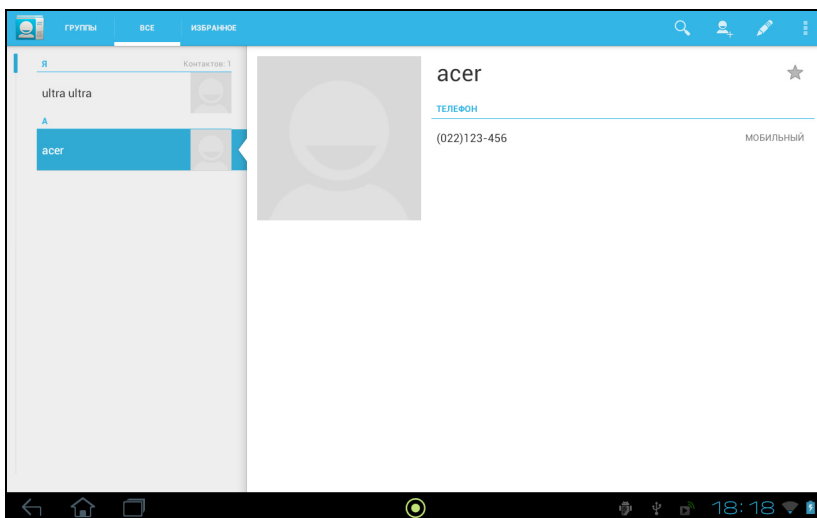 ГРУППЫ ВСЕ ИЗБРАННОЕ
Я Контактов: 1
ultra ultra
A
acer
acer
ТЕЛЕФОН
(022)123-456 МОБИЛЬНЫЙ
18:18